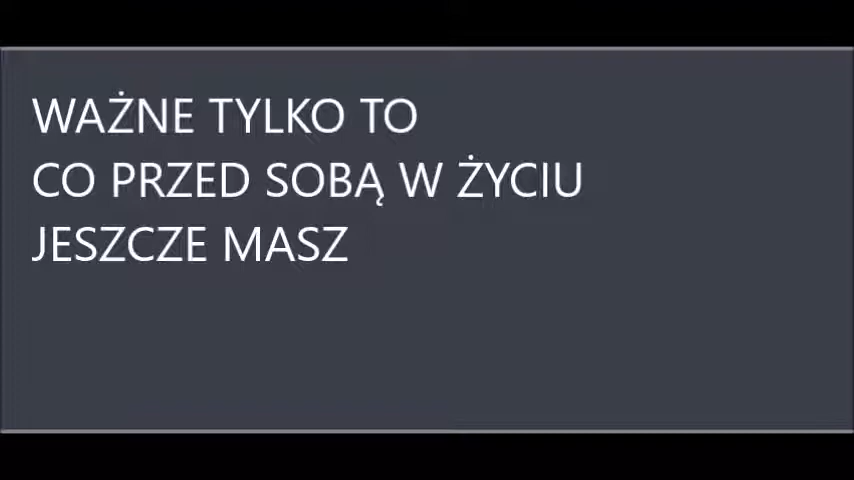 WAŻNE TYLKO TO
CO PRZED SOBĄ W ŻYCIU
JESZCZE MASZ